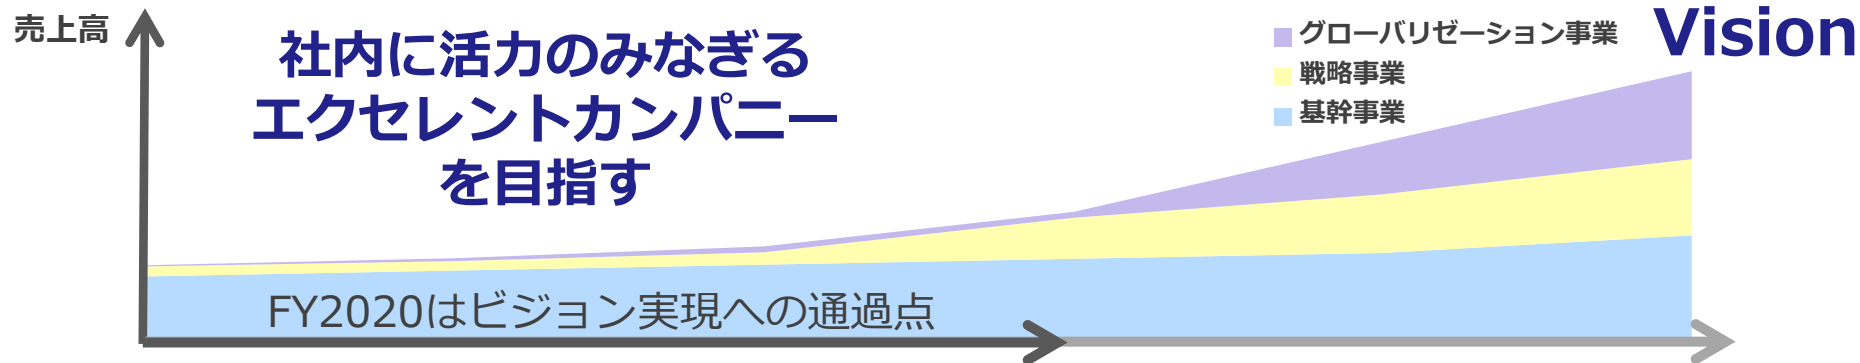 売上高
社内に活力のみなぎる
エクセレントカンパニー
を目指す
グローバリゼーション事業
戦略事業
基幹事業
Vision
FY2020はビジョン実現への通過点